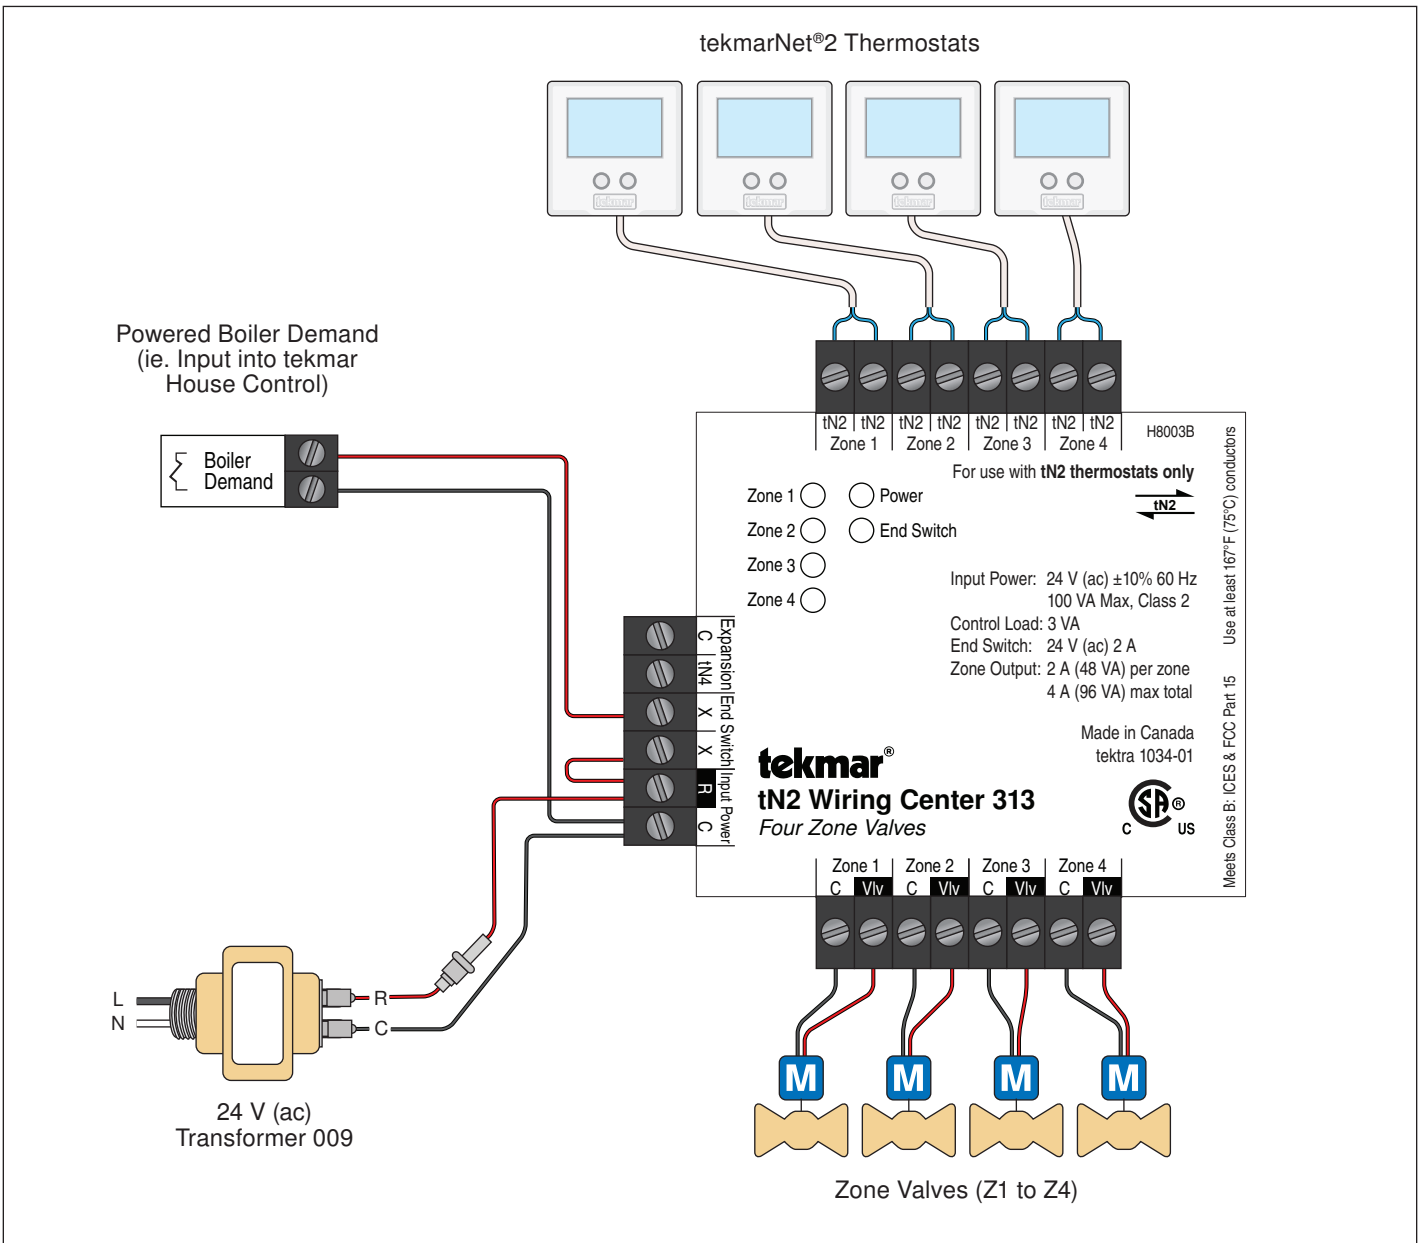 tekmarNet®2 Thermostats
tekmar
tekmar
tekmar
tekmar
Powered Boiler Demand
(ie. Input into tekmar
House Control)
Boiler
Demand
tN2 tN2 tN2 tN2 tN2 tN2 tN2 tN2
Zone 1 Zone 2 Zone 3 Zone 4
H8003B
For use with tN2 thermostats only
tN2
Zone 1 Power
Zone 2 End Switch
Zone 3
Zone 4
Input Power: 24 V (ac) ±10% 60 Hz
100 VA Max, Class 2
Control Load: 3 VA
End Switch: 24 V (ac) 2 A
Zone Output: 2 A (48 VA) per zone
4 A (96 VA) max total
Made in Canada
tektra 1034-01
Expansion End Switch Input Power
C tN4 X X R C
tekmar®
tN2 Wiring Center 313
Four Zone Valves
C SA ® US
Meets Class B: ICES & FCC Part 15 Use at least 167°F (75°C) conductors
Zone 1 Zone 2 Zone 3 Zone 4
C Vlv C Vlv C Vlv C Vlv
L
N
R
C
24 V (ac)
Transformer 009
M M M M
Zone Valves (Z1 to Z4)